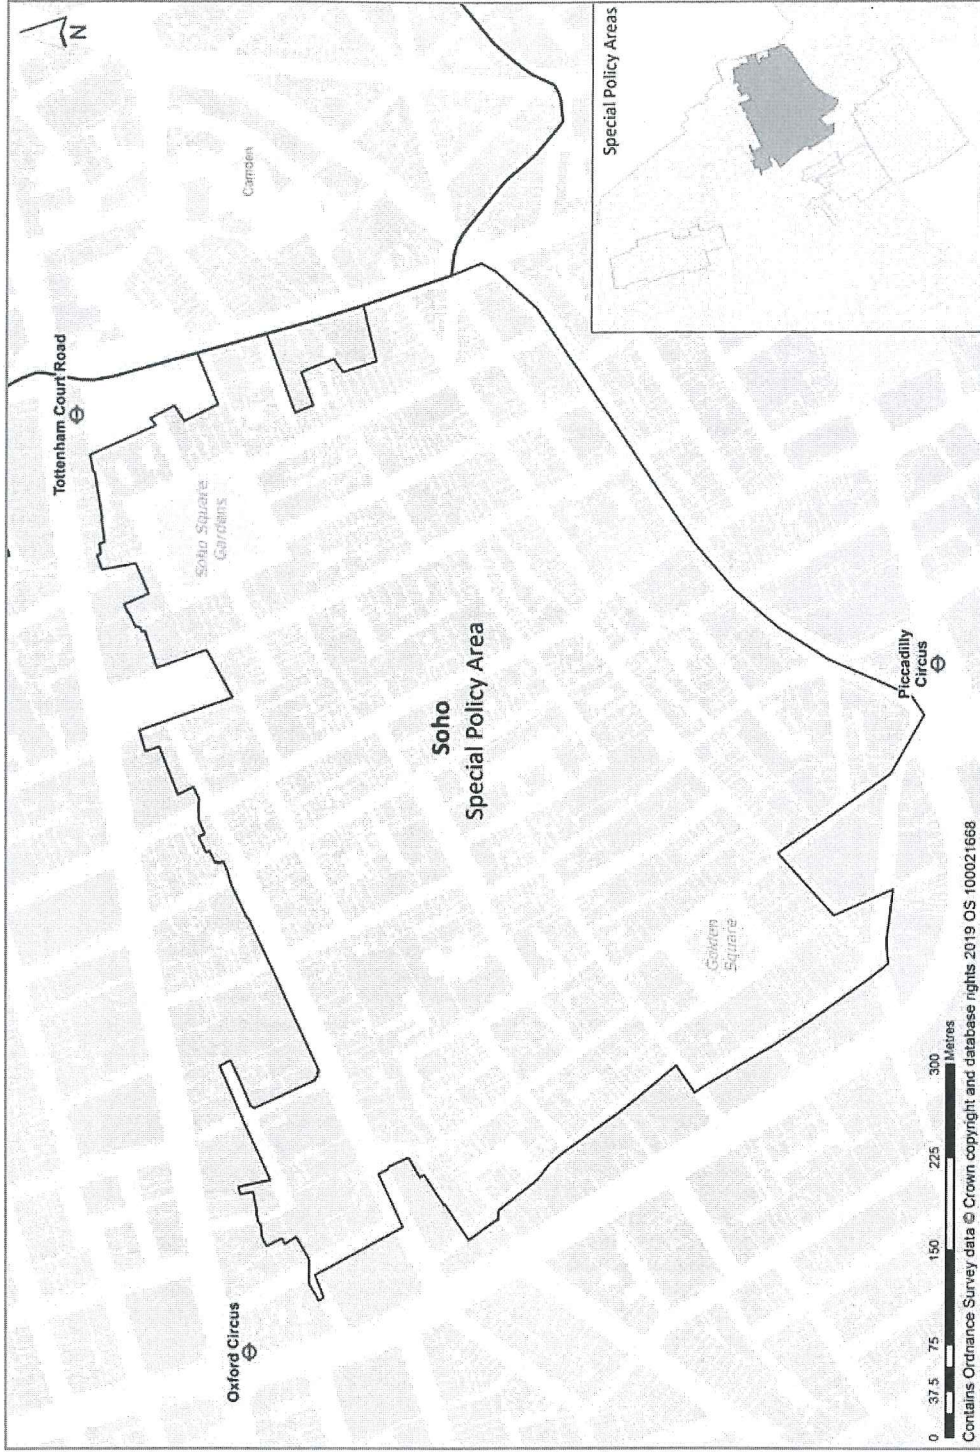 N
Tottenham Court Road
Camden
Special Policy Areas
Soho Square
Gardens
Oxford Circus
Soho
Special Policy Area
Golden
Square
Piccadilly
Circus
0 37.5 75 150 225 300
Metres
Contains Ordnance Survey data © Crown copyright and database rights 2019 OS 100021668